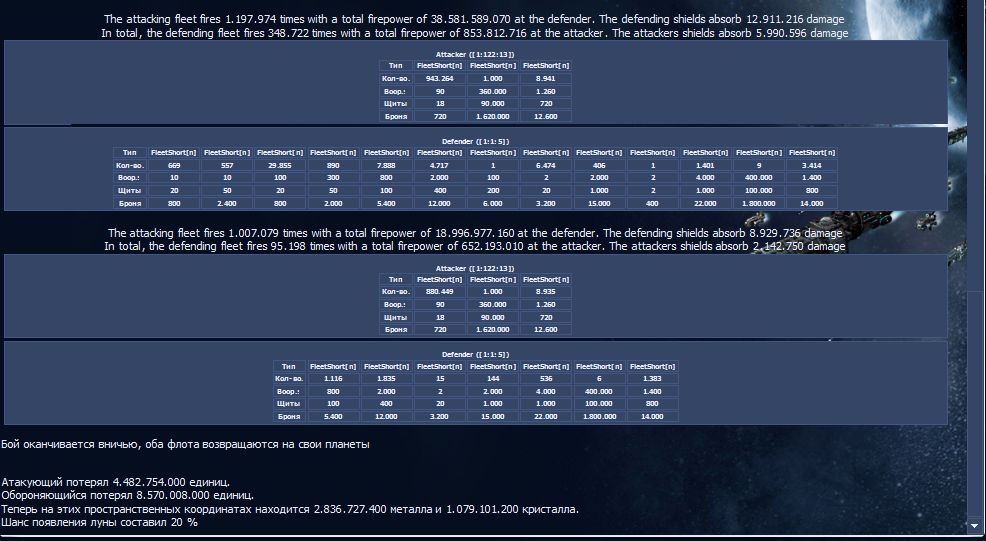 The attacking fleet fires 1.197.974 times with a total firepower of 38.581.589.070 at the defender. The defending shields absorb 12.911.216 damage
In total, the defending fleet fires 348.722 times with a total firepower of 853.812.716 at the attacker. The attackers shields absorb 5.990.596 damage
Attacker ([1:122:13])
Тип FleetShort[n] FleetShort[n] FleetShort[n]
Кол-во. 943.264 1.000 8.941
Воор.: 90 360.000 1.260
Щиты 18 90.000 720
Броня 720 1.620.000 12.600
Defender ([1:1:5])
Тип FleetShort[n] FleetShort[n] FleetShort[n] FleetShort[n] FleetShort[n] FleetShort[n] FleetShort[n] FleetShort[n] FleetShort[n] FleetShort[n] FleetShort[n] FleetShort[n] FleetShort[n]
Кол-во. 669 557 29.855 890 7.888 4.717 1 6.474 406 1 1.401 9 3.414
Воор.: 10 10 100 300 800 2.000 100 2 2.000 2 4.000 400.000 1.400
Щиты 20 50 20 50 100 400 200 20 1.000 2 1.000 100.000 800
Броня 800 2.400 800 2.000 5.400 12.000 6.000 3.200 15.000 400 22.000 1.800.000 14.000
The attacking fleet fires 1.007.079 times with a total firepower of 18.996.977.160 at the defender. The defending shields absorb 8.929.736 damage
In total, the defending fleet fires 95.198 times with a total firepower of 652.193.010 at the attacker. The attackers shields absorb 2.142.750 damage
Attacker ([1:122:13])
Тип FleetShort[n] FleetShort[n] FleetShort[n]
Кол-во. 880.449 1.000 8.935
Воор.: 90 360.000 1.260
Щиты 18 90.000 720
Броня 720 1.620.000 12.600
Defender ([1:1:5])
Тип FleetShort[n] FleetShort[n] FleetShort[n] FleetShort[n] FleetShort[n] FleetShort[n] FleetShort[n]
Кол-во. 1.116 1.835 15 144 536 6 1.383
Воор.: 800 2.000 2 2.000 4.000 400.000 1.400
Щиты 100 400 20 1.000 1.000 100.000 800
Броня 5.400 12.000 3.200 15.000 22.000 1.800.000 14.000
Бой оканчивается вничью, оба флота возвращаются на свои планеты
Атакующий потерял 4.482.754.000 единиц.
Обороняющийся потерял 8.570.008.000 единиц.
Теперь на этих пространственных координатах находится 2.836.727.400 металла и 1.079.101.200 кристалла.
Шанс появления луны составил 20 %